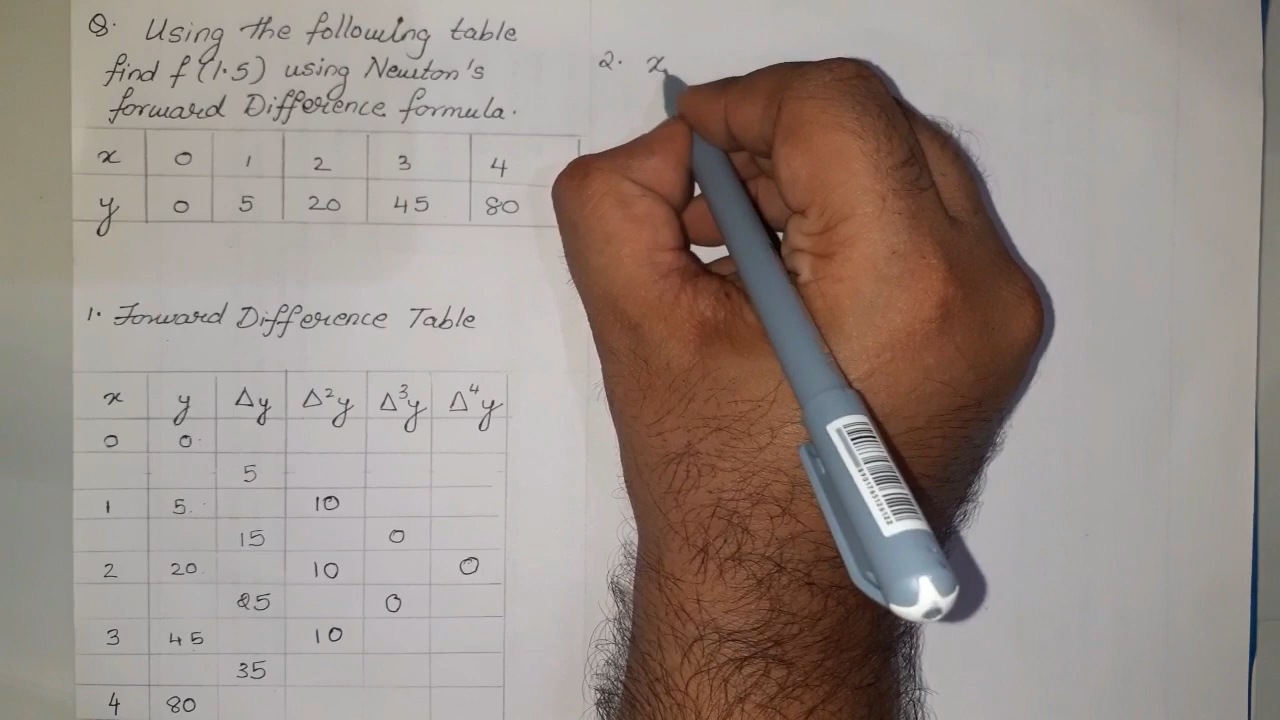 Q. Using the following table
find f(1.5) using Newton's
forward Difference formula.
x 0 1 2 3 4
y 0 5 20 45 80
1. Forward Difference Table
x y Δy Δ²y Δ³y Δ⁴y
0 0
5
1 5 10
15 0
2 20 10 0
25 0
3 45 10
35
4 80
2. x